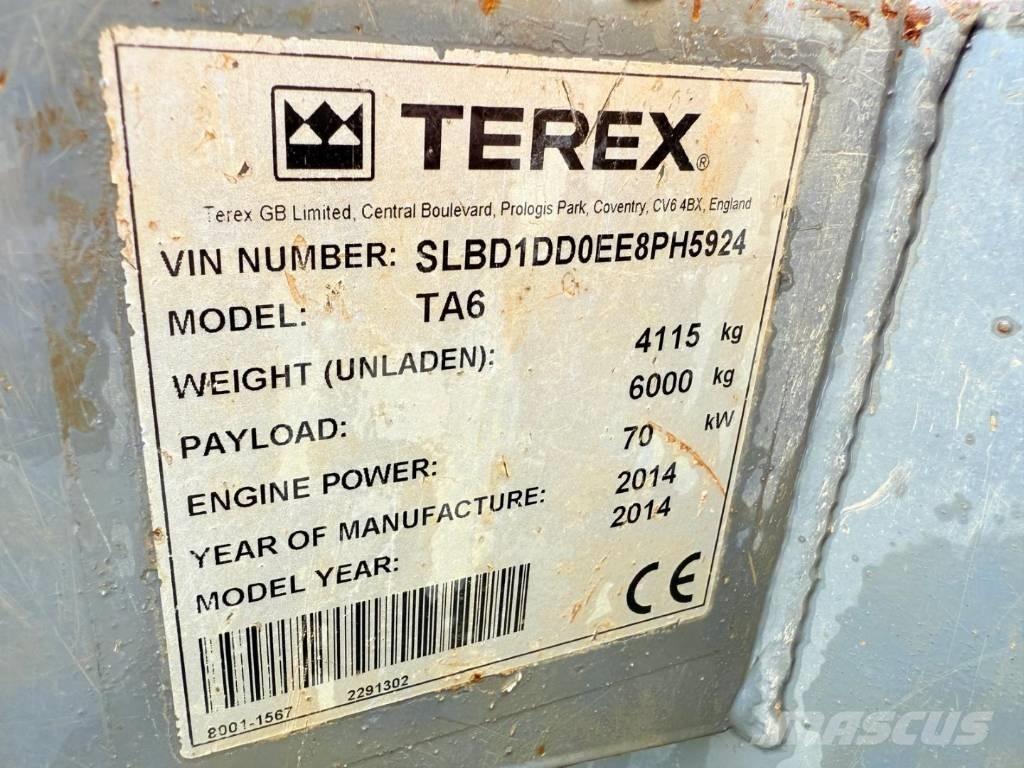 TEREX®
Terex GB Limited, Central Boulevard, Prologis Park, Coventry, CV6 4BX, England
VIN NUMBER: SLBD1DD0EE8PH5924
MODEL: TA6
WEIGHT (UNLADEN): 4115 kg
PAYLOAD: 6000 kg
ENGINE POWER: 70 kW
YEAR OF MANUFACTURE: 2014
MODEL YEAR: 2014
CE
8001-1567 2291302
MASCUS